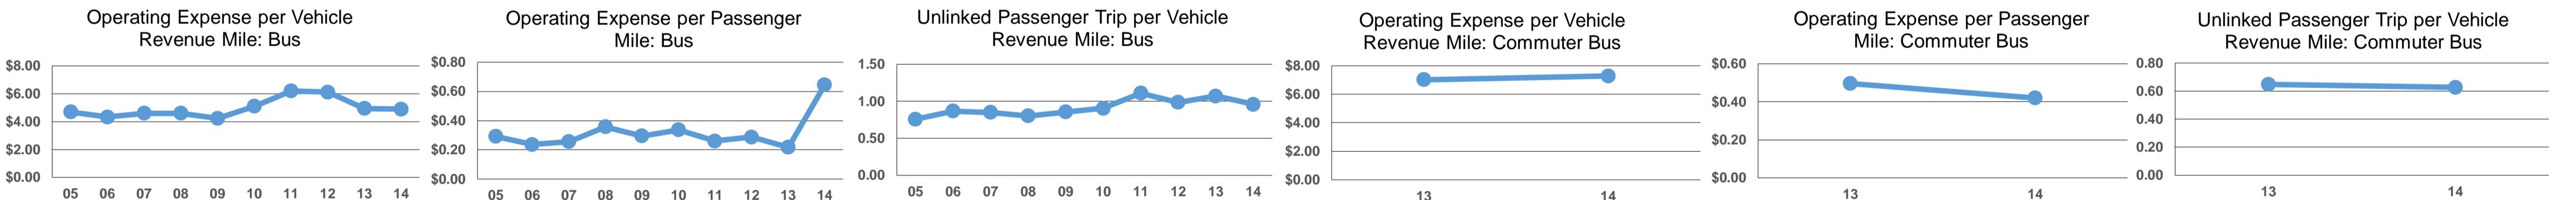 Operating Expense per Vehicle
Revenue Mile: Bus
$8.00
$6.00
$4.00
$2.00
$0.00
05 06 07 08 09 10 11 12 13 14
Operating Expense per Passenger
Mile: Bus
$0.80
$0.60
$0.40
$0.20
$0.00
05 06 07 08 09 10 11 12 13 14
Unlinked Passenger Trip per Vehicle
Revenue Mile: Bus
1.50
1.00
0.50
0.00
05 06 07 08 09 10 11 12 13 14
Operating Expense per Vehicle
Revenue Mile: Commuter Bus
$8.00
$6.00
$4.00
$2.00
$0.00
13 14
Operating Expense per Passenger
Mile: Commuter Bus
$0.60
$0.40
$0.20
$0.00
13 14
Unlinked Passenger Trip per Vehicle
Revenue Mile: Commuter Bus
0.80
0.60
0.40
0.20
0.00
13 14